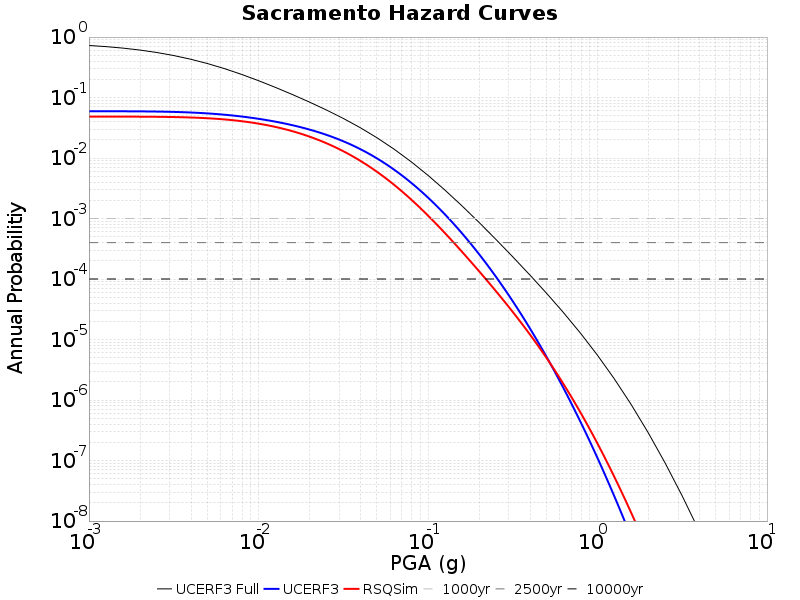 Sacramento Hazard Curves
10^0
10^-1
10^-2
10^-3
10^-4
10^-5
10^-6
10^-7
10^-8
Annual Probabilitiy
10^-3 10^-2 10^-1 10^0 10^1
PGA (g)
UCERF3 Full UCERF3 RSQSim 1000yr 2500yr 10000yr